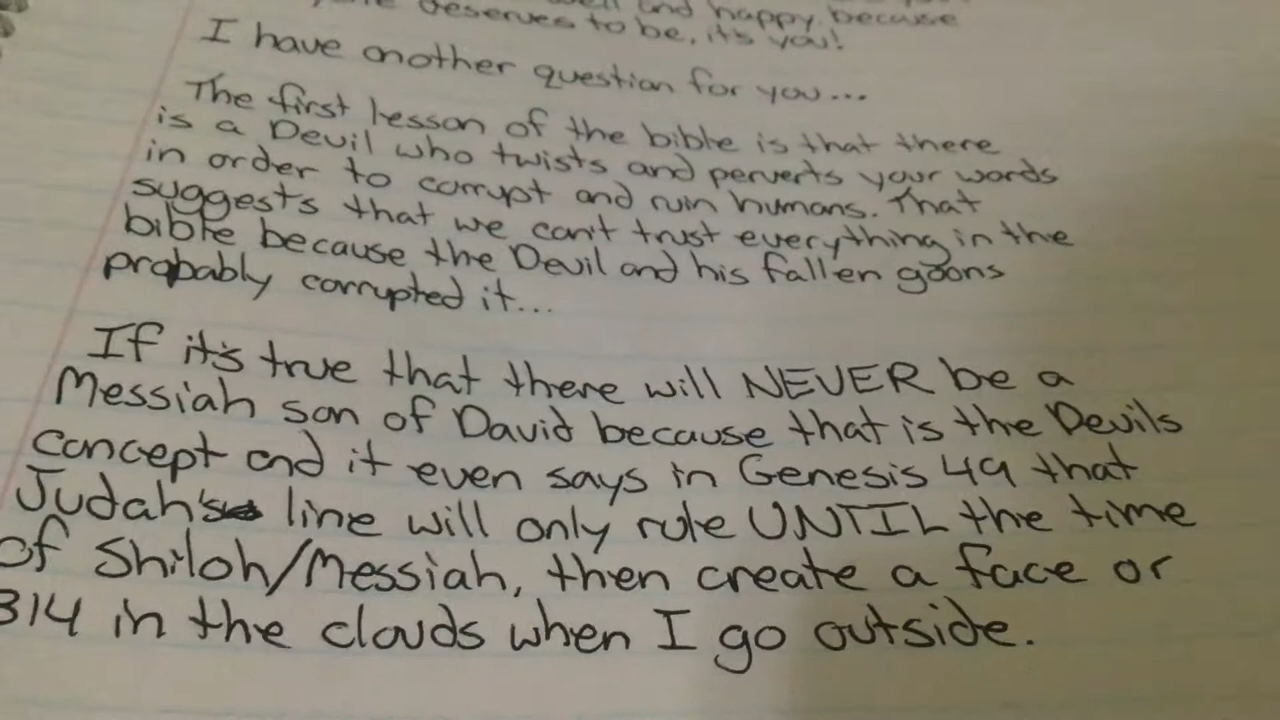 deserves to be, it's you!
and happy, because
I have another question for you...
The first lesson of the bible is that there
is a Devil who twists and perverts your words
in order to corrupt and ruin humans. That
suggests that we can't trust everything in the
bible because the Devil and his fallen goons
probably corrupted it...
If it's true that there will NEVER be a
Messiah son of David because that is the Devils
concept and it even says in Genesis 49 that
Judah's line will only rule UNTIL the time
of Shiloh/Messiah, then create a face or
314 in the clouds when I go outside.